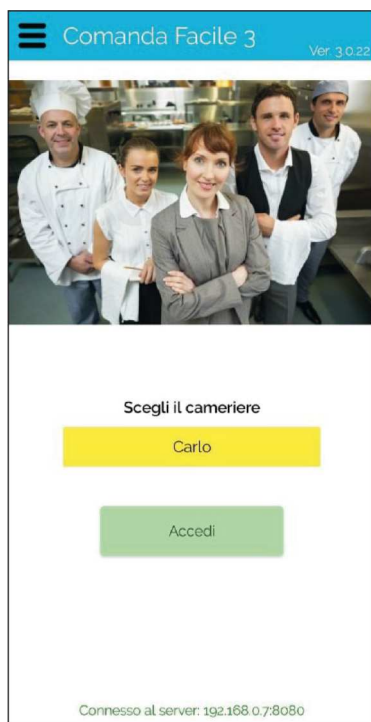 Comanda Facile 3
Ver. 3.0.22
Scegli il cameriere
Carlo
Accedi
Connesso al server: 192.168.0.7:8080